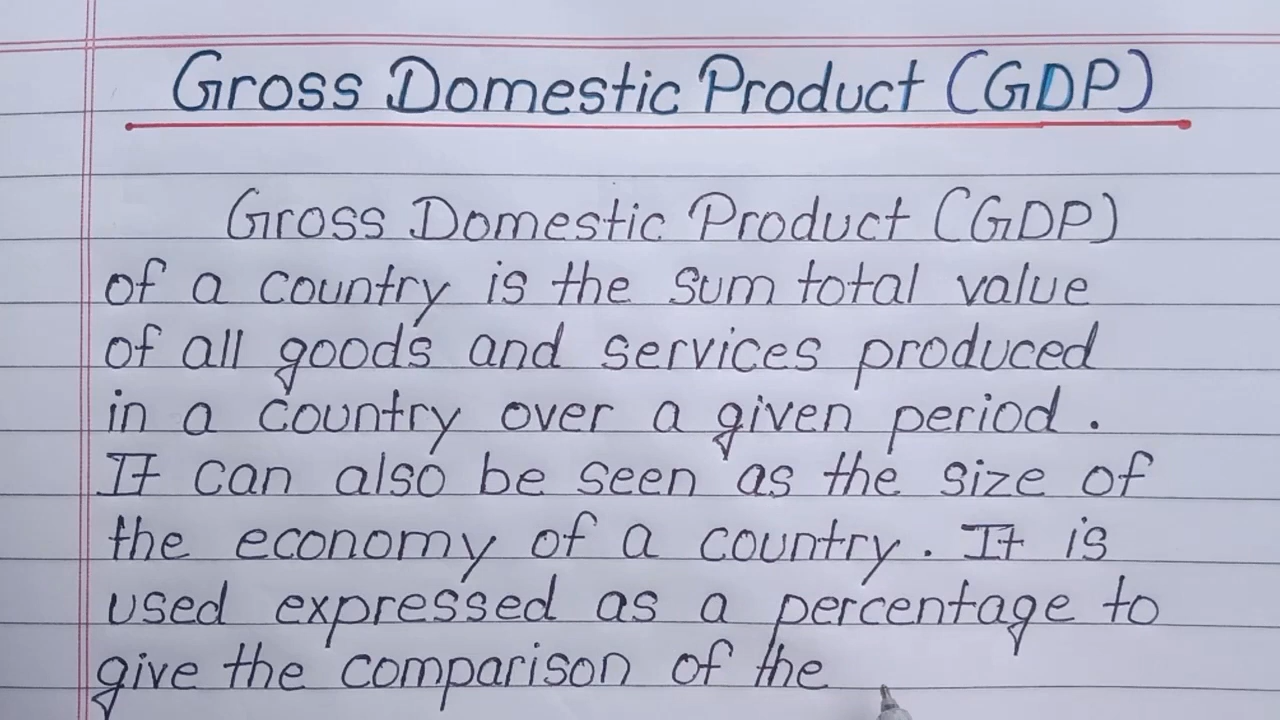 Gross Domestic Product (GDP)
Gross Domestic Product (GDP)
of a country is the sum total value
of all goods and services produced
in a country over a given period.
It can also be seen as the size of
the economy of a country. It is
used expressed as a percentage to
give the comparison of the